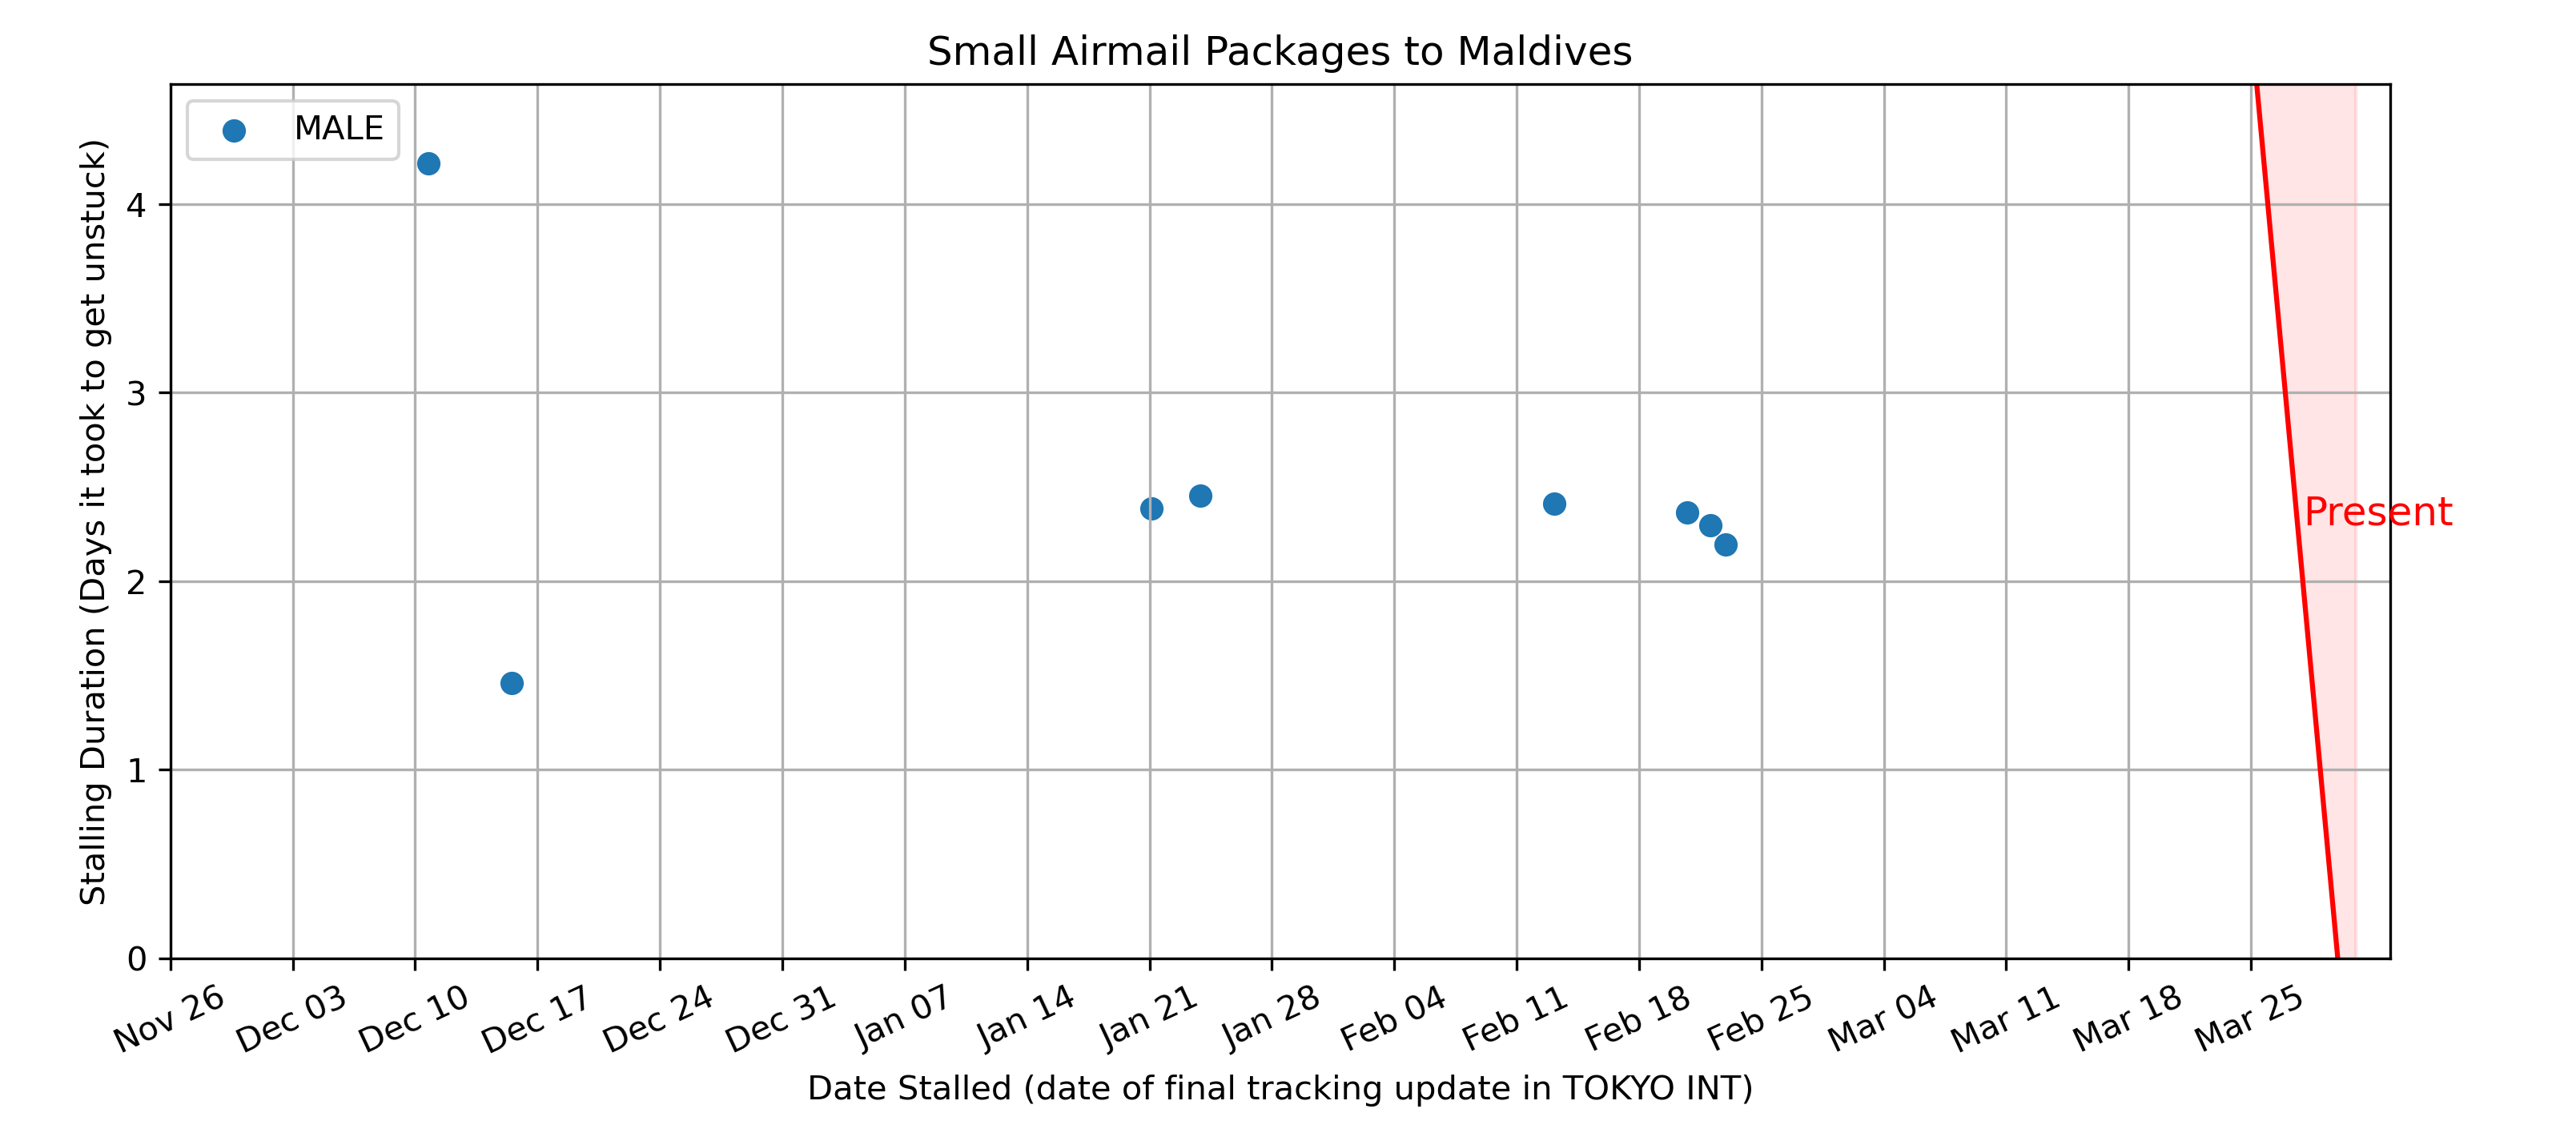 Small Airmail Packages to Maldives
MALE
Stalling Duration (Days it took to get unstuck)
4
3
2
1
0
Present
Nov 26
Dec 03
Dec 10
Dec 17
Dec 24
Dec 31
Jan 07
Jan 14
Jan 21
Jan 28
Feb 04
Feb 11
Feb 18
Feb 25
Mar 04
Mar 11
Mar 18
Mar 25
Date Stalled (date of final tracking update in TOKYO INT)